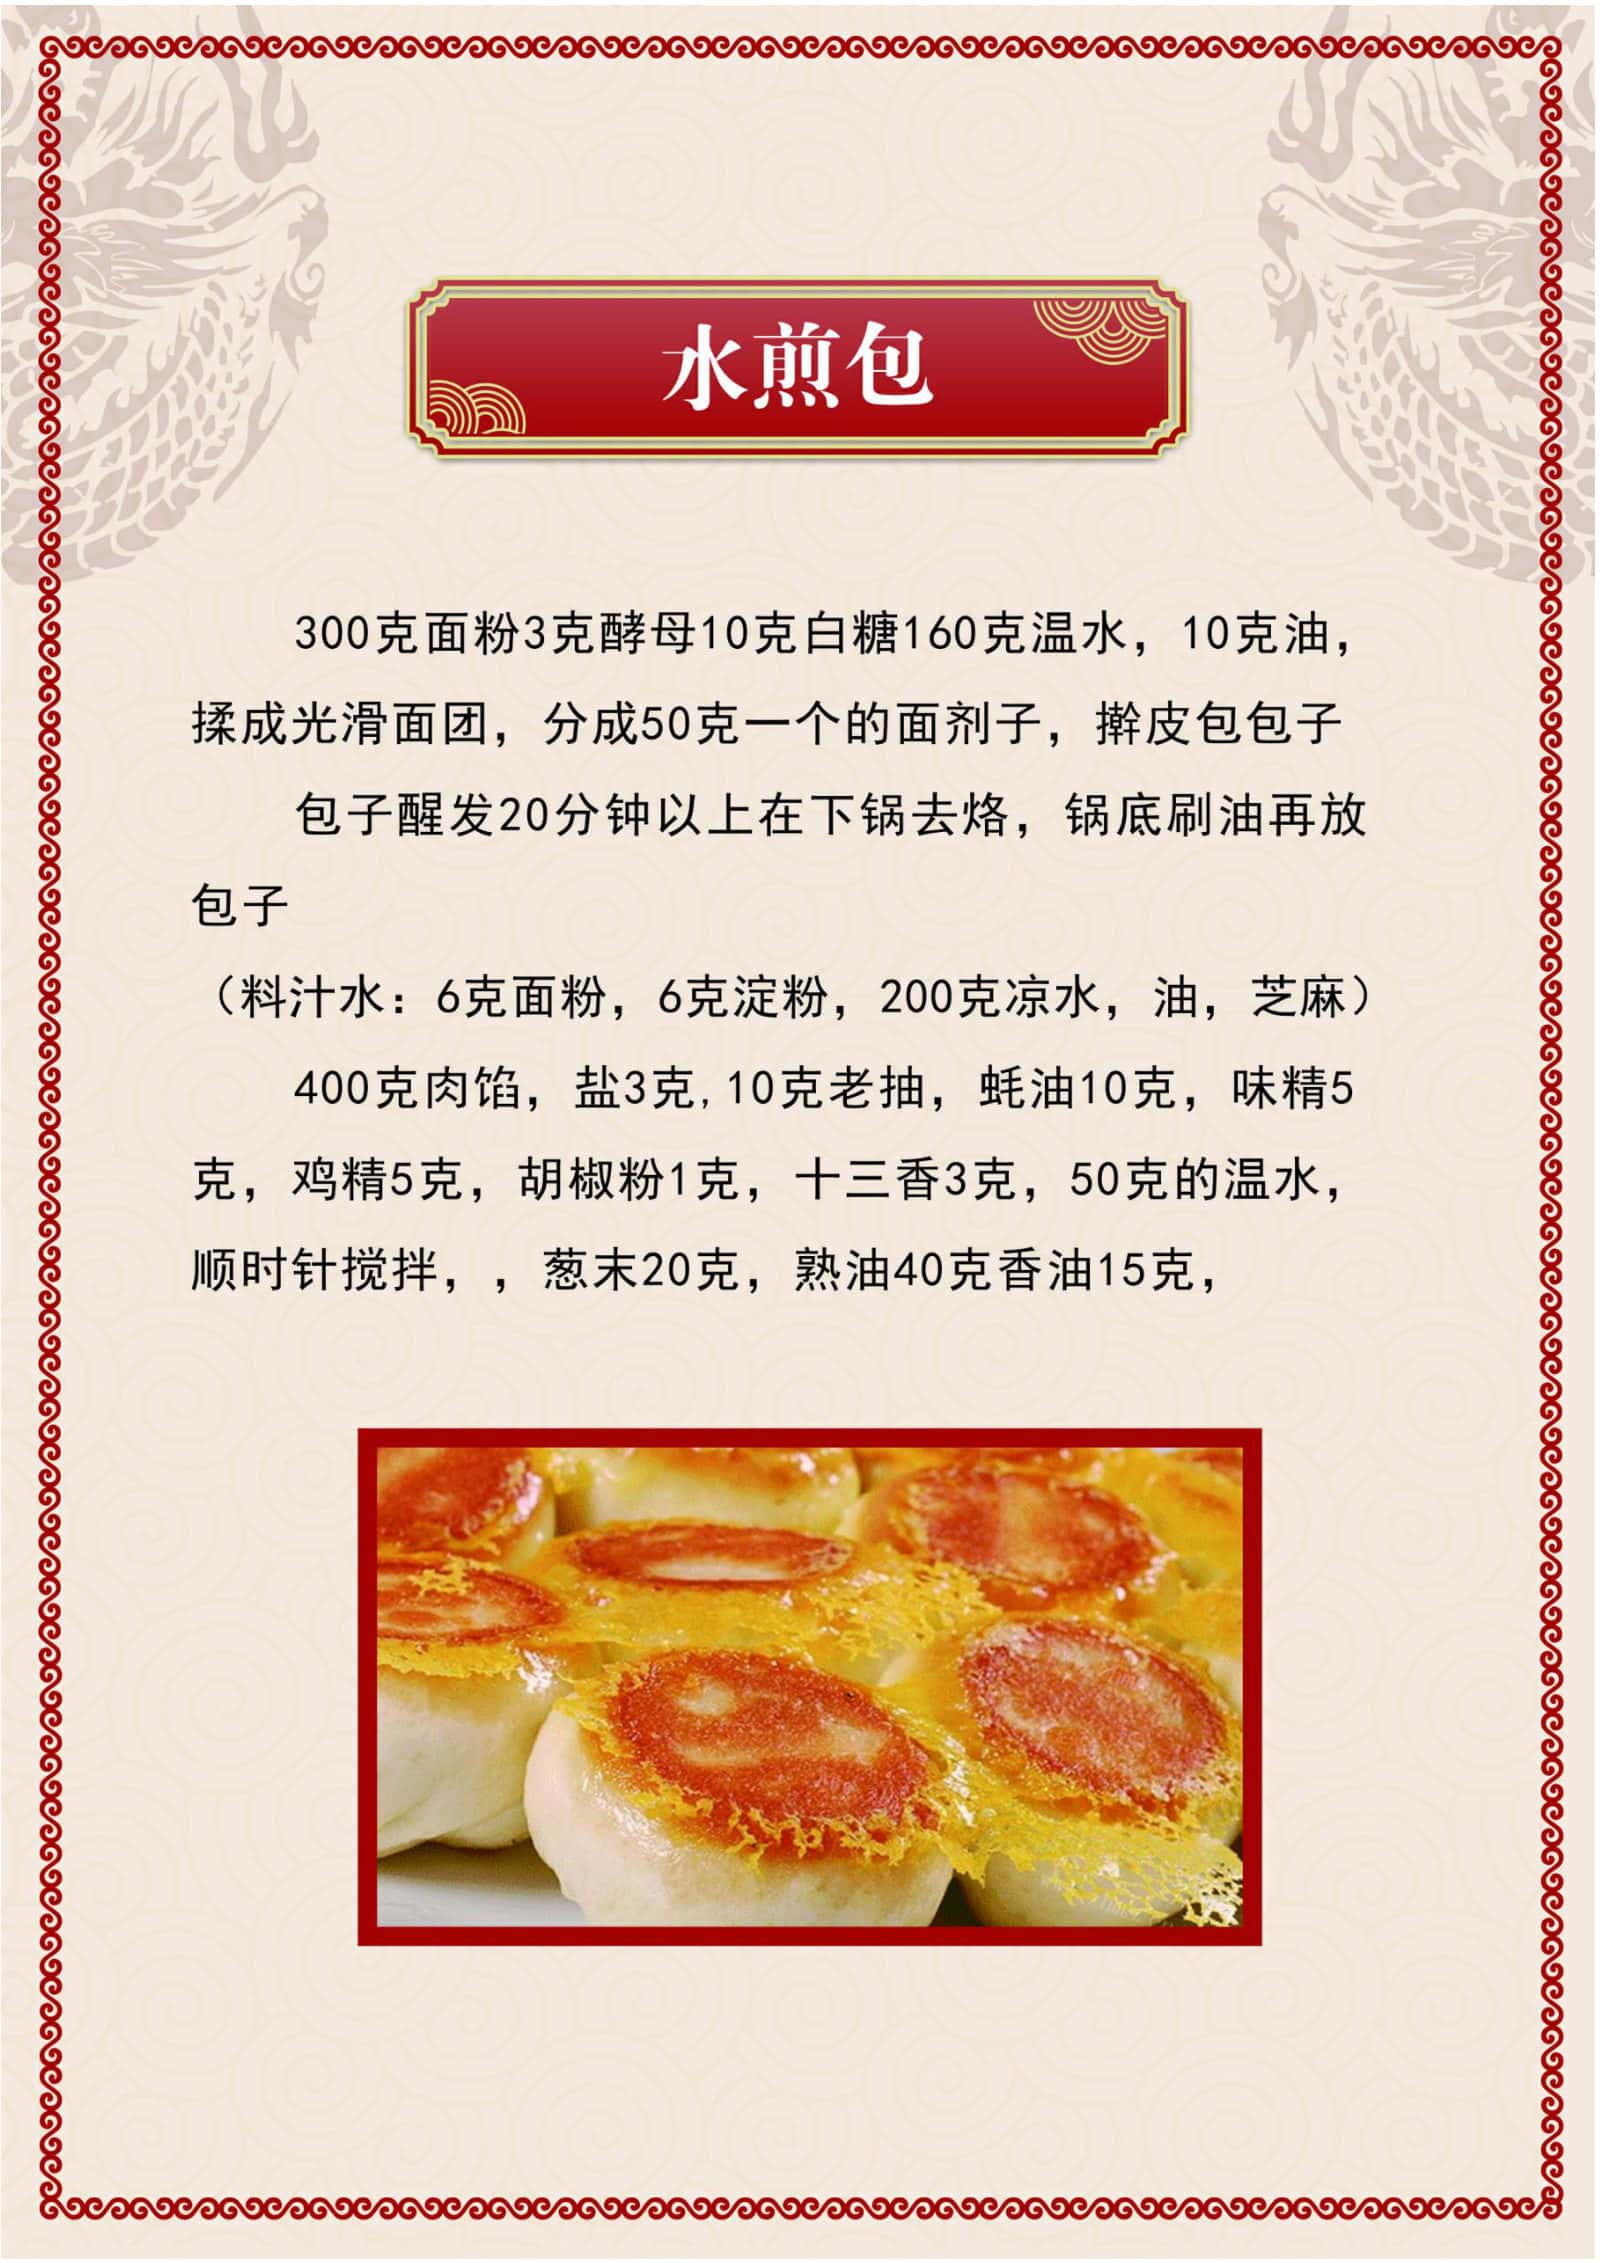 水煎包
300克面粉3克酵母10克白糖160克温水，10克油，
揉成光滑面团，分成50克一个的面剂子，擀皮包包子
包子醒发20分钟以上在下锅去烙，锅底刷油再放
包子
（料汁水：6克面粉，6克淀粉，200克凉水，油，芝麻）
400克肉馅，盐3克,10克老抽，蚝油10克，味精5
克，鸡精5克，胡椒粉1克，十三香3克，50克的温水，
顺时针搅拌，，葱末20克，熟油40克香油15克，